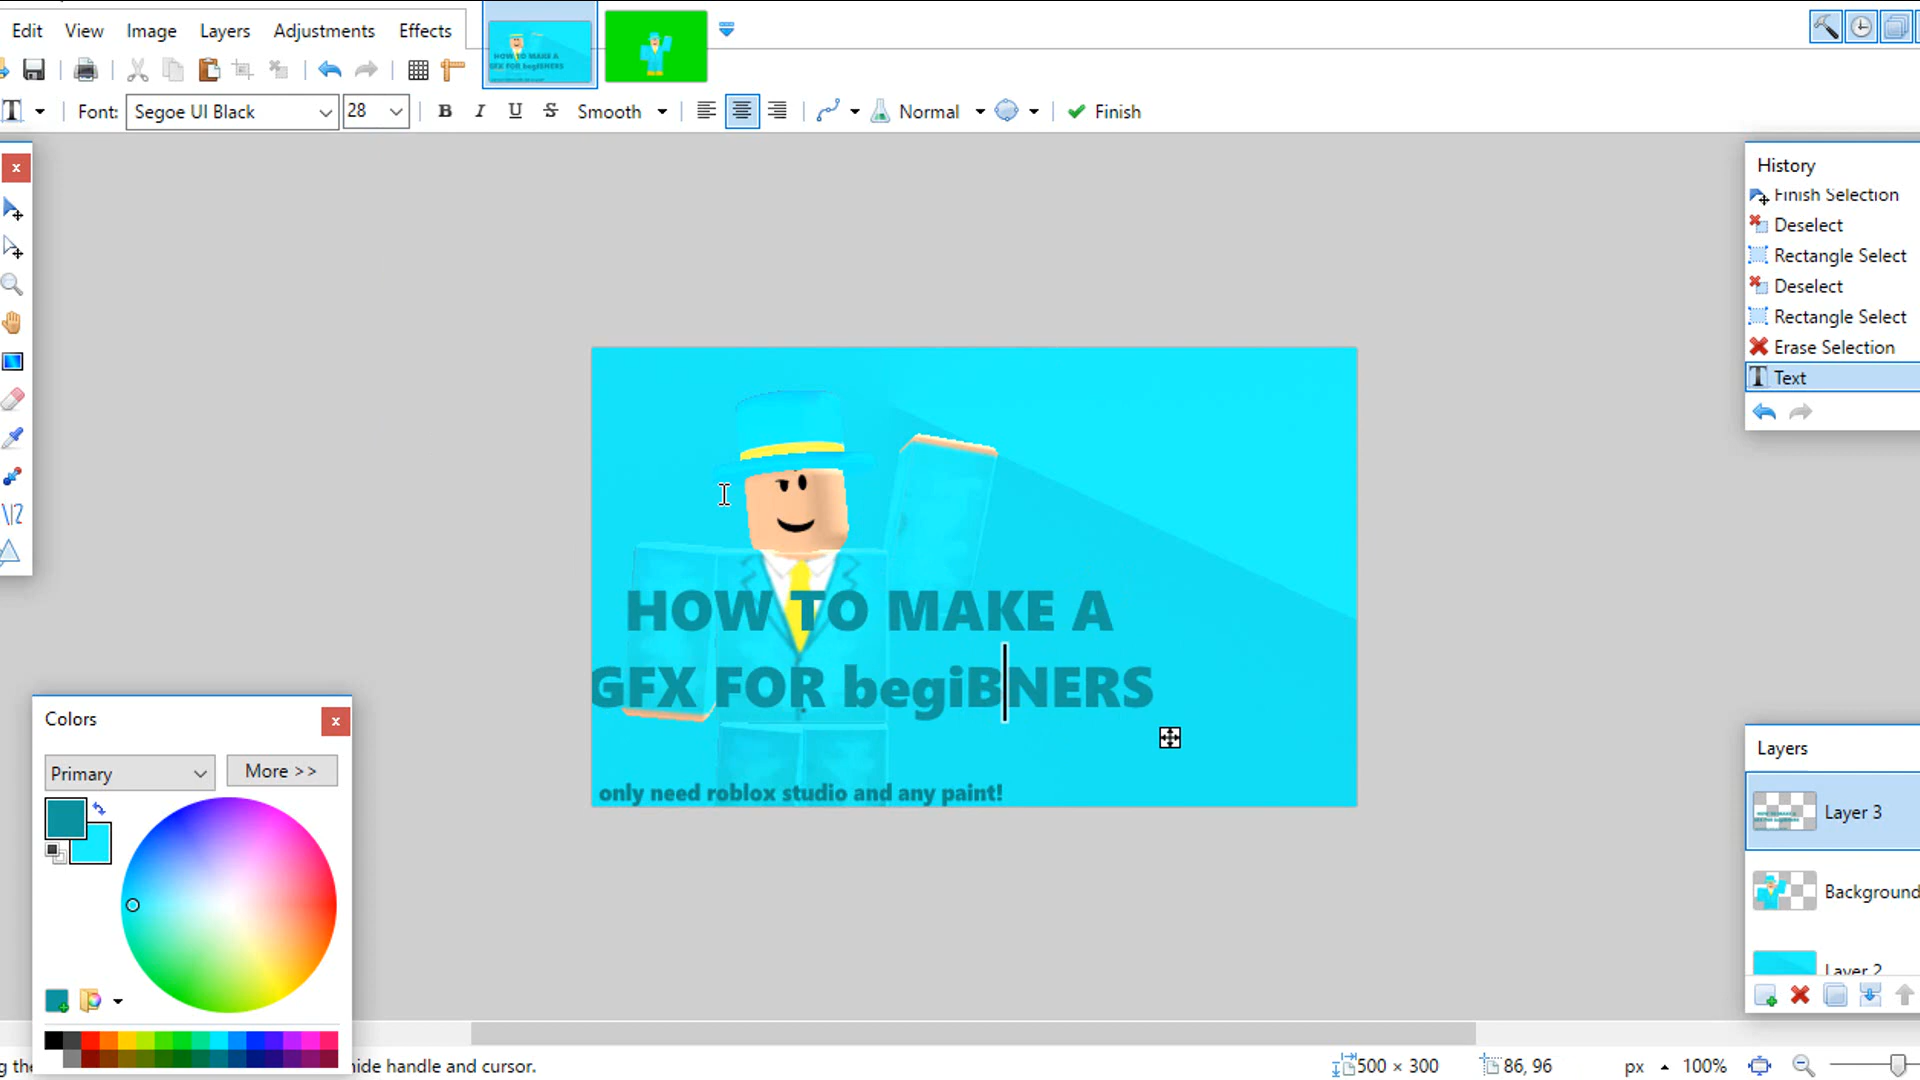 Edit View Image Layers Adjustments Effects
Font: Segoe UI Black 28 B I U S Smooth Normal Finish
History
Finish Selection
Deselect
Rectangle Select
Deselect
Rectangle Select
Erase Selection
Text
HOW TO MAKE A
GFX FOR begiBNERS
only need roblox studio and any paint!
Colors
Primary More >>
Layers
Layer 3
Background
Layer 2
hide handle and cursor. 500 × 300 86, 96 px 100%